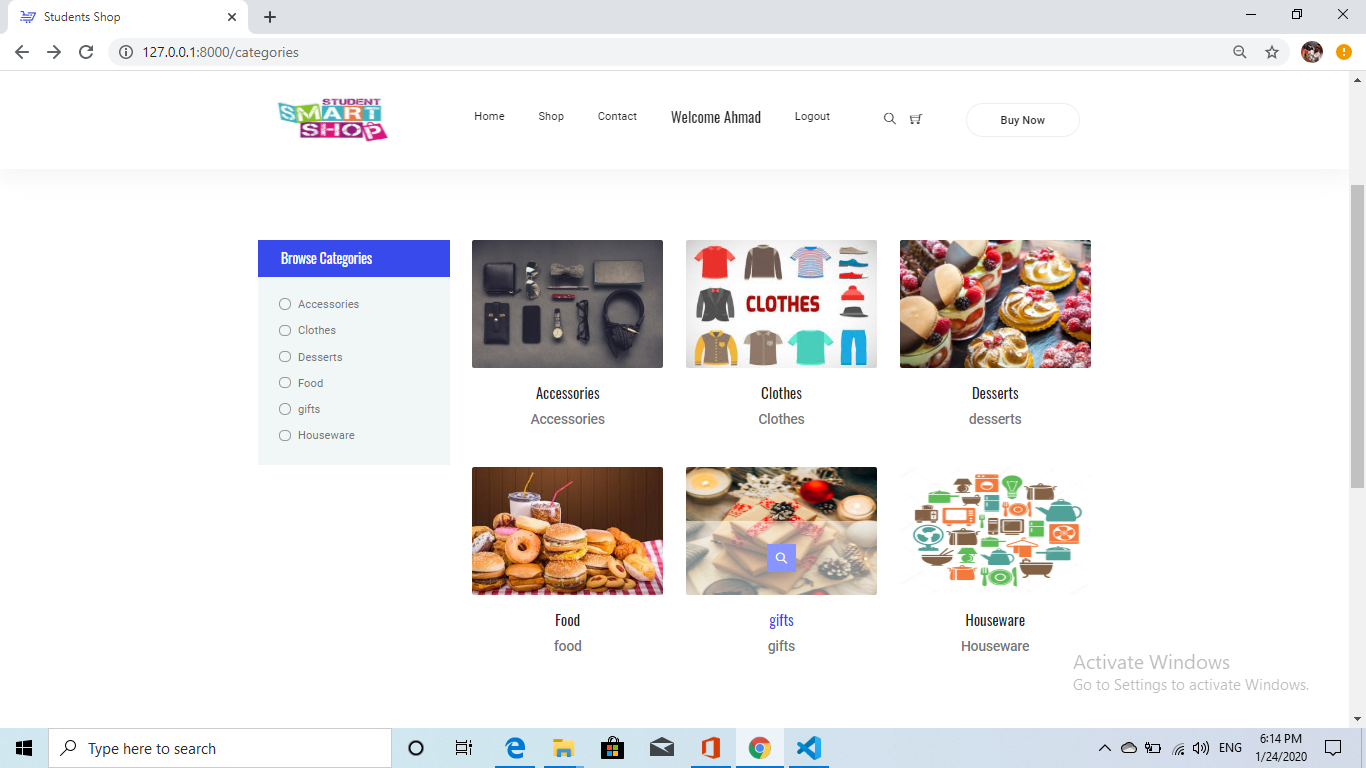 Students Shop
127.0.0.1:8000/categories
STUDENT
SMART
SHOP
Home
Shop
Contact
Welcome Ahmad
Logout
Buy Now
Browse Categories
Accessories
Clothes
Desserts
Food
gifts
Houseware
CLOTHES
Accessories
Clothes
Desserts
Accessories
Clothes
desserts
Food
gifts
Houseware
food
gifts
Houseware
Activate Windows
Go to Settings to activate Windows.
Type here to search
ENG
6:14 PM
1/24/2020